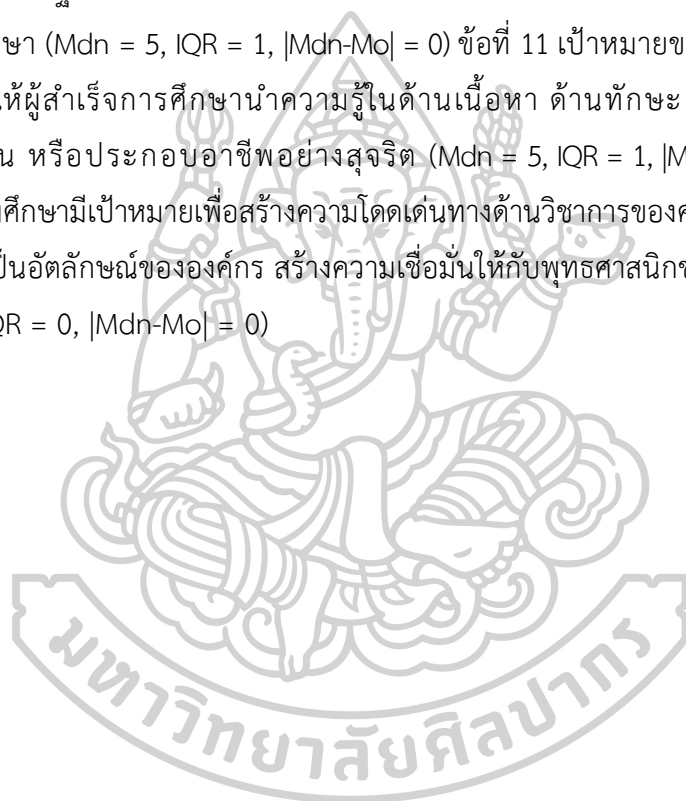 ษา (Mdn = 5, IQR = 1, |Mdn-Mo| = 0) ข้อที่ 11 เป้าหมายข
ห้ผู้สำเร็จการศึกษานำความรู้ในด้านเนื้อหา ด้านทักษะ
น หรือประกอบอาชีพอย่างสุจริต (Mdn = 5, IQR = 1, |M
ศึกษามีเป้าหมายเพื่อสร้างความโดดเด่นทางด้านวิชาการของค
ป็นอัตลักษณ์ขององค์กร สร้างความเชื่อมั่นให้กับพุทธศาสนิกช
QR = 0, |Mdn-Mo| = 0)
มหาวิทยาลัยศิลปากร